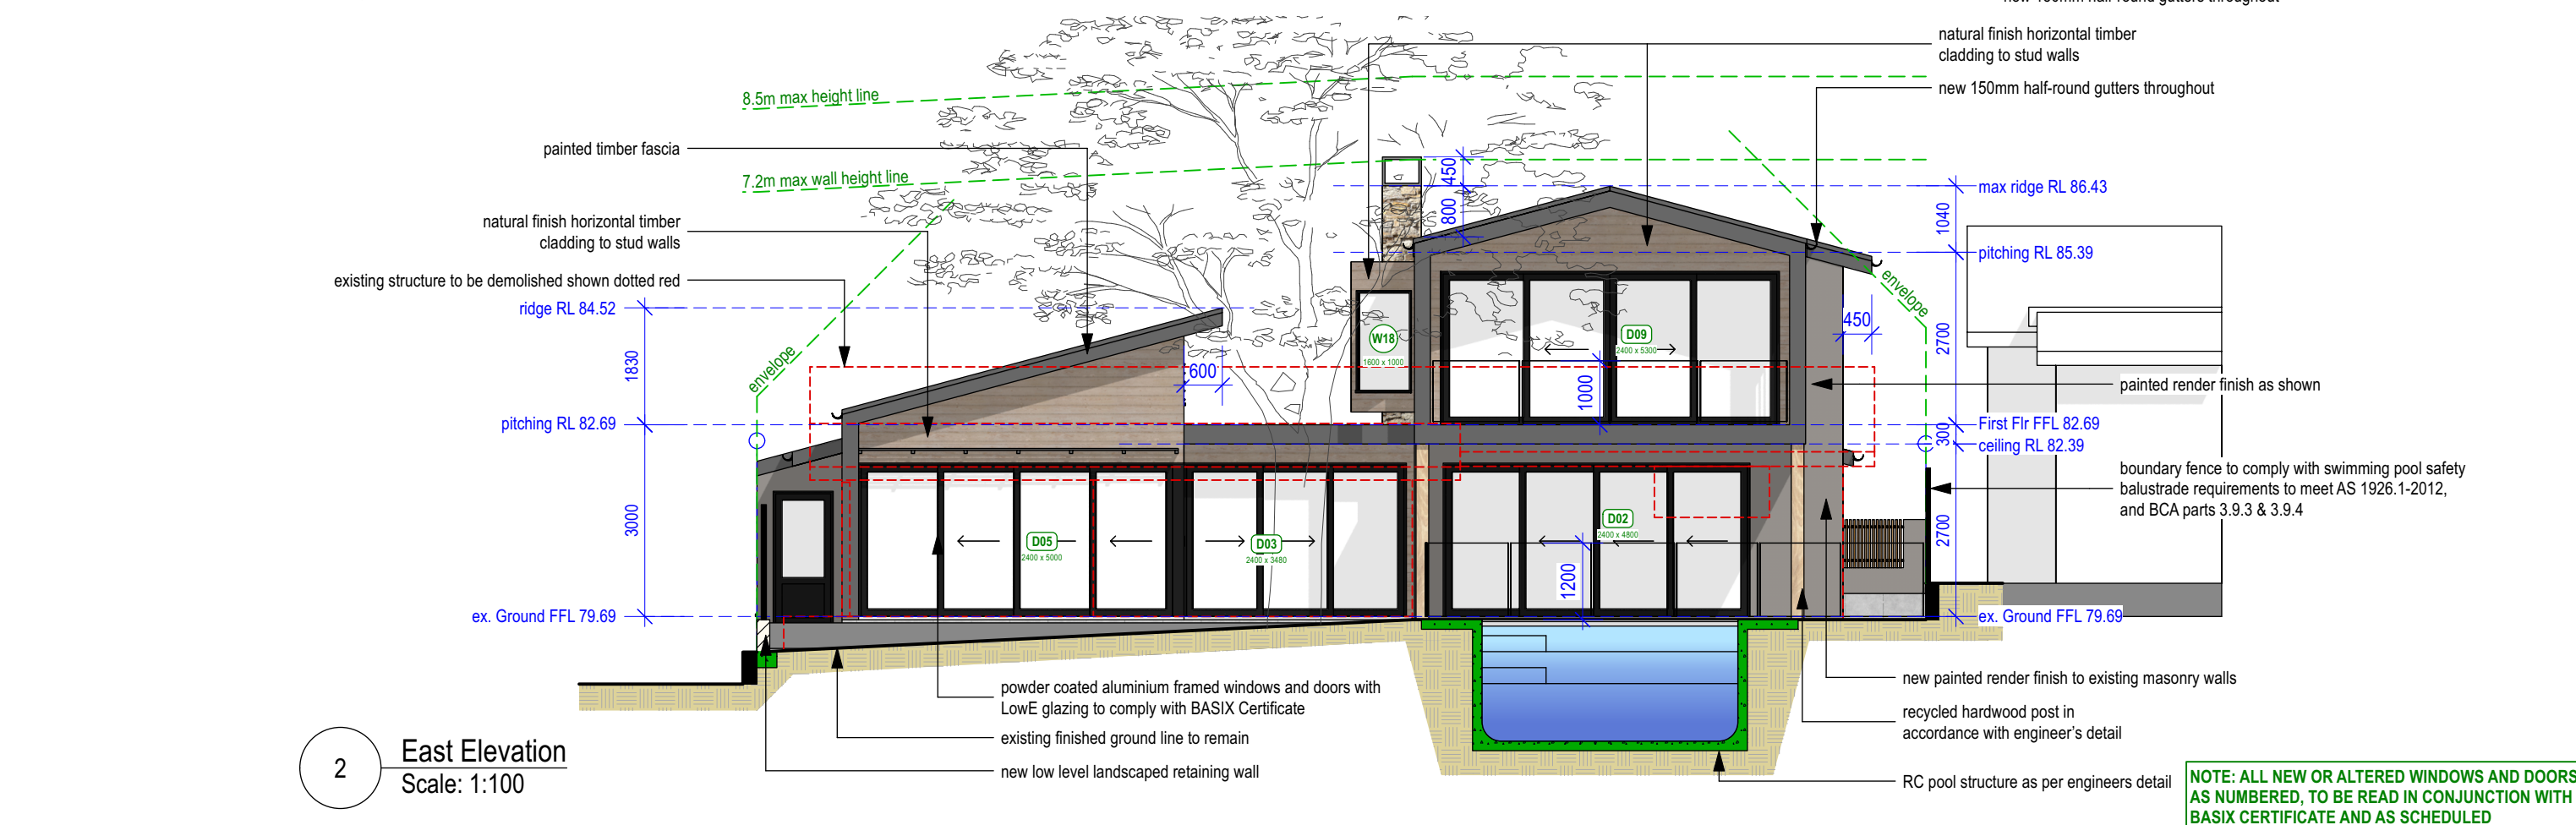 new 150mm half-round gutters throughout
natural finish horizontal timber
cladding to stud walls
new 150mm half-round gutters throughout
8.5m max height line
painted timber fascia
7.2m max wall height line
natural finish horizontal timber
cladding to stud walls
existing structure to be demolished shown dotted red
ridge RL 84.52
1830
pitching RL 82.69
3000
ex. Ground FFL 79.69
envelope
600
450
800
W18
1600 x 1000
D09
2400 x 5300
1000
450
envelope
max ridge RL 86.43
1040
pitching RL 85.39
2700
painted render finish as shown
First Flr FFL 82.69
300
ceiling RL 82.39
boundary fence to comply with swimming pool safety
balustrade requirements to meet AS 1926.1-2012,
and BCA parts 3.9.3 & 3.9.4
2700
ex. Ground FFL 79.69
D05
2400 x 5000
D03
2400 x 3480
D02
2400 x 4800
1200
powder coated aluminium framed windows and doors with
LowE glazing to comply with BASIX Certificate
existing finished ground line to remain
new low level landscaped retaining wall
new painted render finish to existing masonry walls
recycled hardwood post in
accordance with engineer's detail
RC pool structure as per engineers detail
2
East Elevation
Scale: 1:100
NOTE: ALL NEW OR ALTERED WINDOWS AND DOORS
AS NUMBERED, TO BE READ IN CONJUNCTION WITH
BASIX CERTIFICATE AND AS SCHEDULED